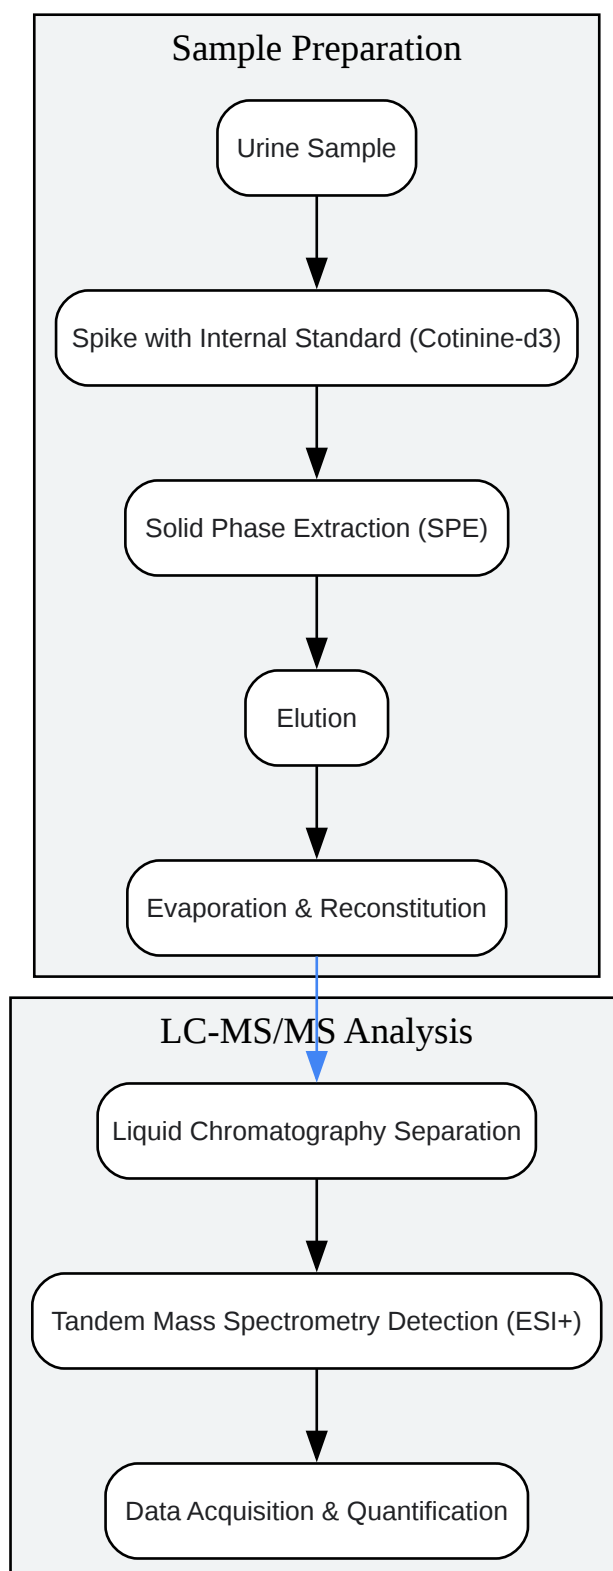 Sample Preparation
Urine Sample
Spike with Internal Standard (Cotinine-d3)
Solid Phase Extraction (SPE)
Elution
Evaporation & Reconstitution
LC-MS/MS Analysis
Liquid Chromatography Separation
Tandem Mass Spectrometry Detection (ESI+)
Data Acquisition & Quantification